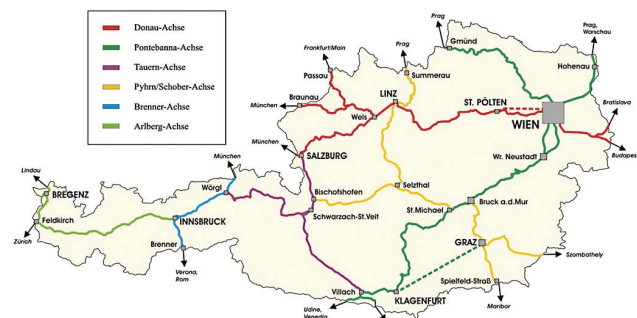 Donau-Achse
Pontebanna-Achse
Tauern-Achse
Pyhrn/Schober-Achse
Brenner-Achse
Arlberg-Achse
Prag
Gmünd
Prag,
Warschau
Hohenau
Frankfurt/Main
Passau
Prag
Summerau
Braunau
München
LINZ
Wels
ST. PÖLTEN
WIEN
Bratislava
Budapes
München
SALZBURG
Wr. Neustadt
Lindau
BREGENZ
München
Wörgl
Bischofshofen
Selzthal
Schwarzach-St.Veit
St.Michael
Bruck a.d.Mur
Feldkirch
Zürich
INNSBRUCK
Brenner
Verona,
Rom
GRAZ
Szombathely
Spielfeld-Straß
Maribor
Villach
KLAGENFURT
Udine,
Venedig